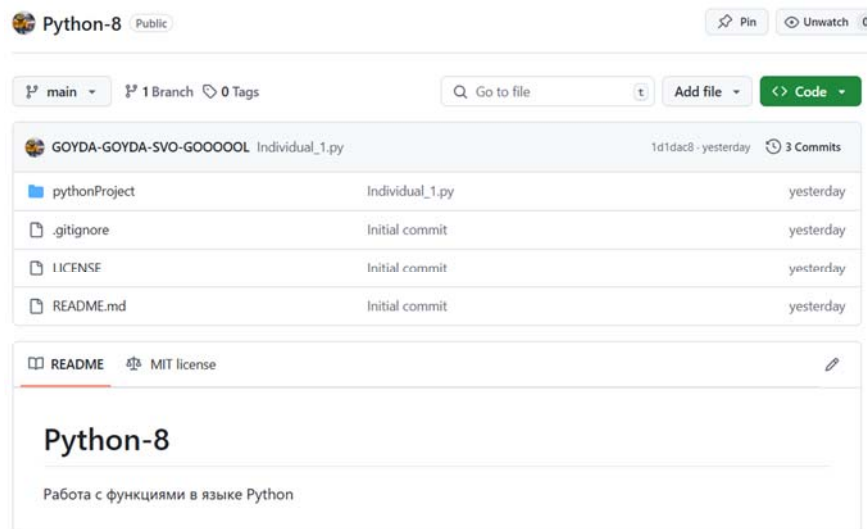 Python-8 Public Pin Unwatch
main 1 Branch 0 Tags Go to file t Add file Code
GOYDA-GOYDA-SVO-GOOOOOL Individual_1.py 1d1dac8 · yesterday 3 Commits
pythonProject Individual_1.py yesterday
.gitignore Initial commit yesterday
LICENSE Initial commit yesterday
README.md Initial commit yesterday
README MIT license
Python-8
Работа с функциями в языке Python